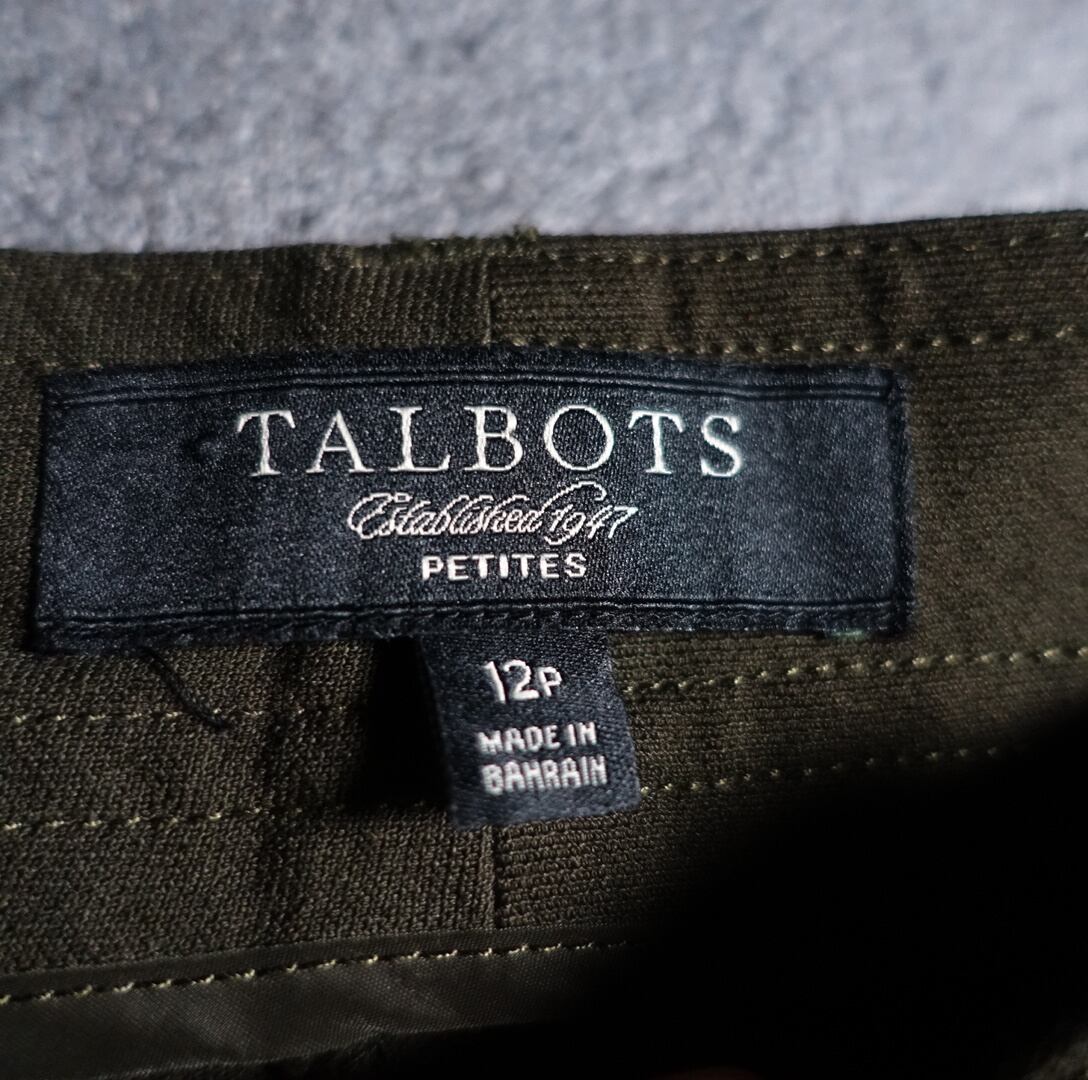 TALBOTS
Established 1947
PETITES
12P
MADE IN
BAHRAIN